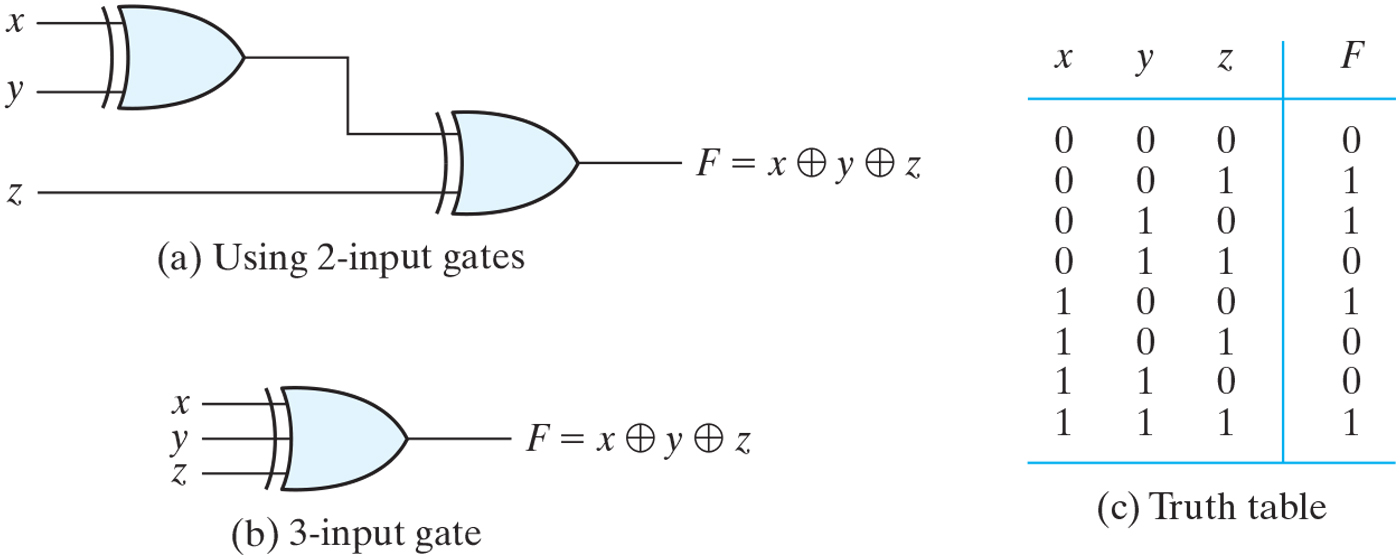 x
y
z
F = x ⊕ y ⊕ z
(a) Using 2-input gates
x
y
z
F = x ⊕ y ⊕ z
(b) 3-input gate
x y z F
0 0 0 0
0 0 1 1
0 1 0 1
0 1 1 0
1 0 0 1
1 0 1 0
1 1 0 0
1 1 1 1
(c) Truth table